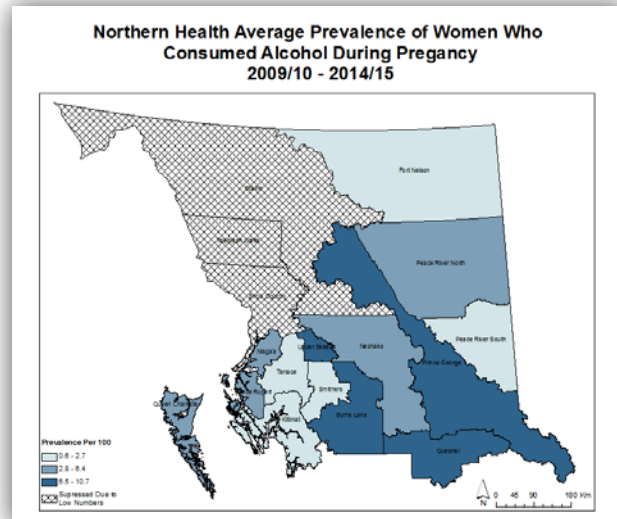 Northern Health Average Prevalence of Women Who
Consumed Alcohol During Pregancy
2009/10 - 2014/15
Fort Nelson
Peace River North
Peace River South
Prince George
Nechako
Nisga'a
Terrace
Smithers
Kitimat
Burns Lake
Quesnel
Prevalence Per 100
0.6 - 2.7
2.8 - 6.4
6.5 - 10.7
Supressed Due to
Low Numbers
N
0 45 90 180 Km